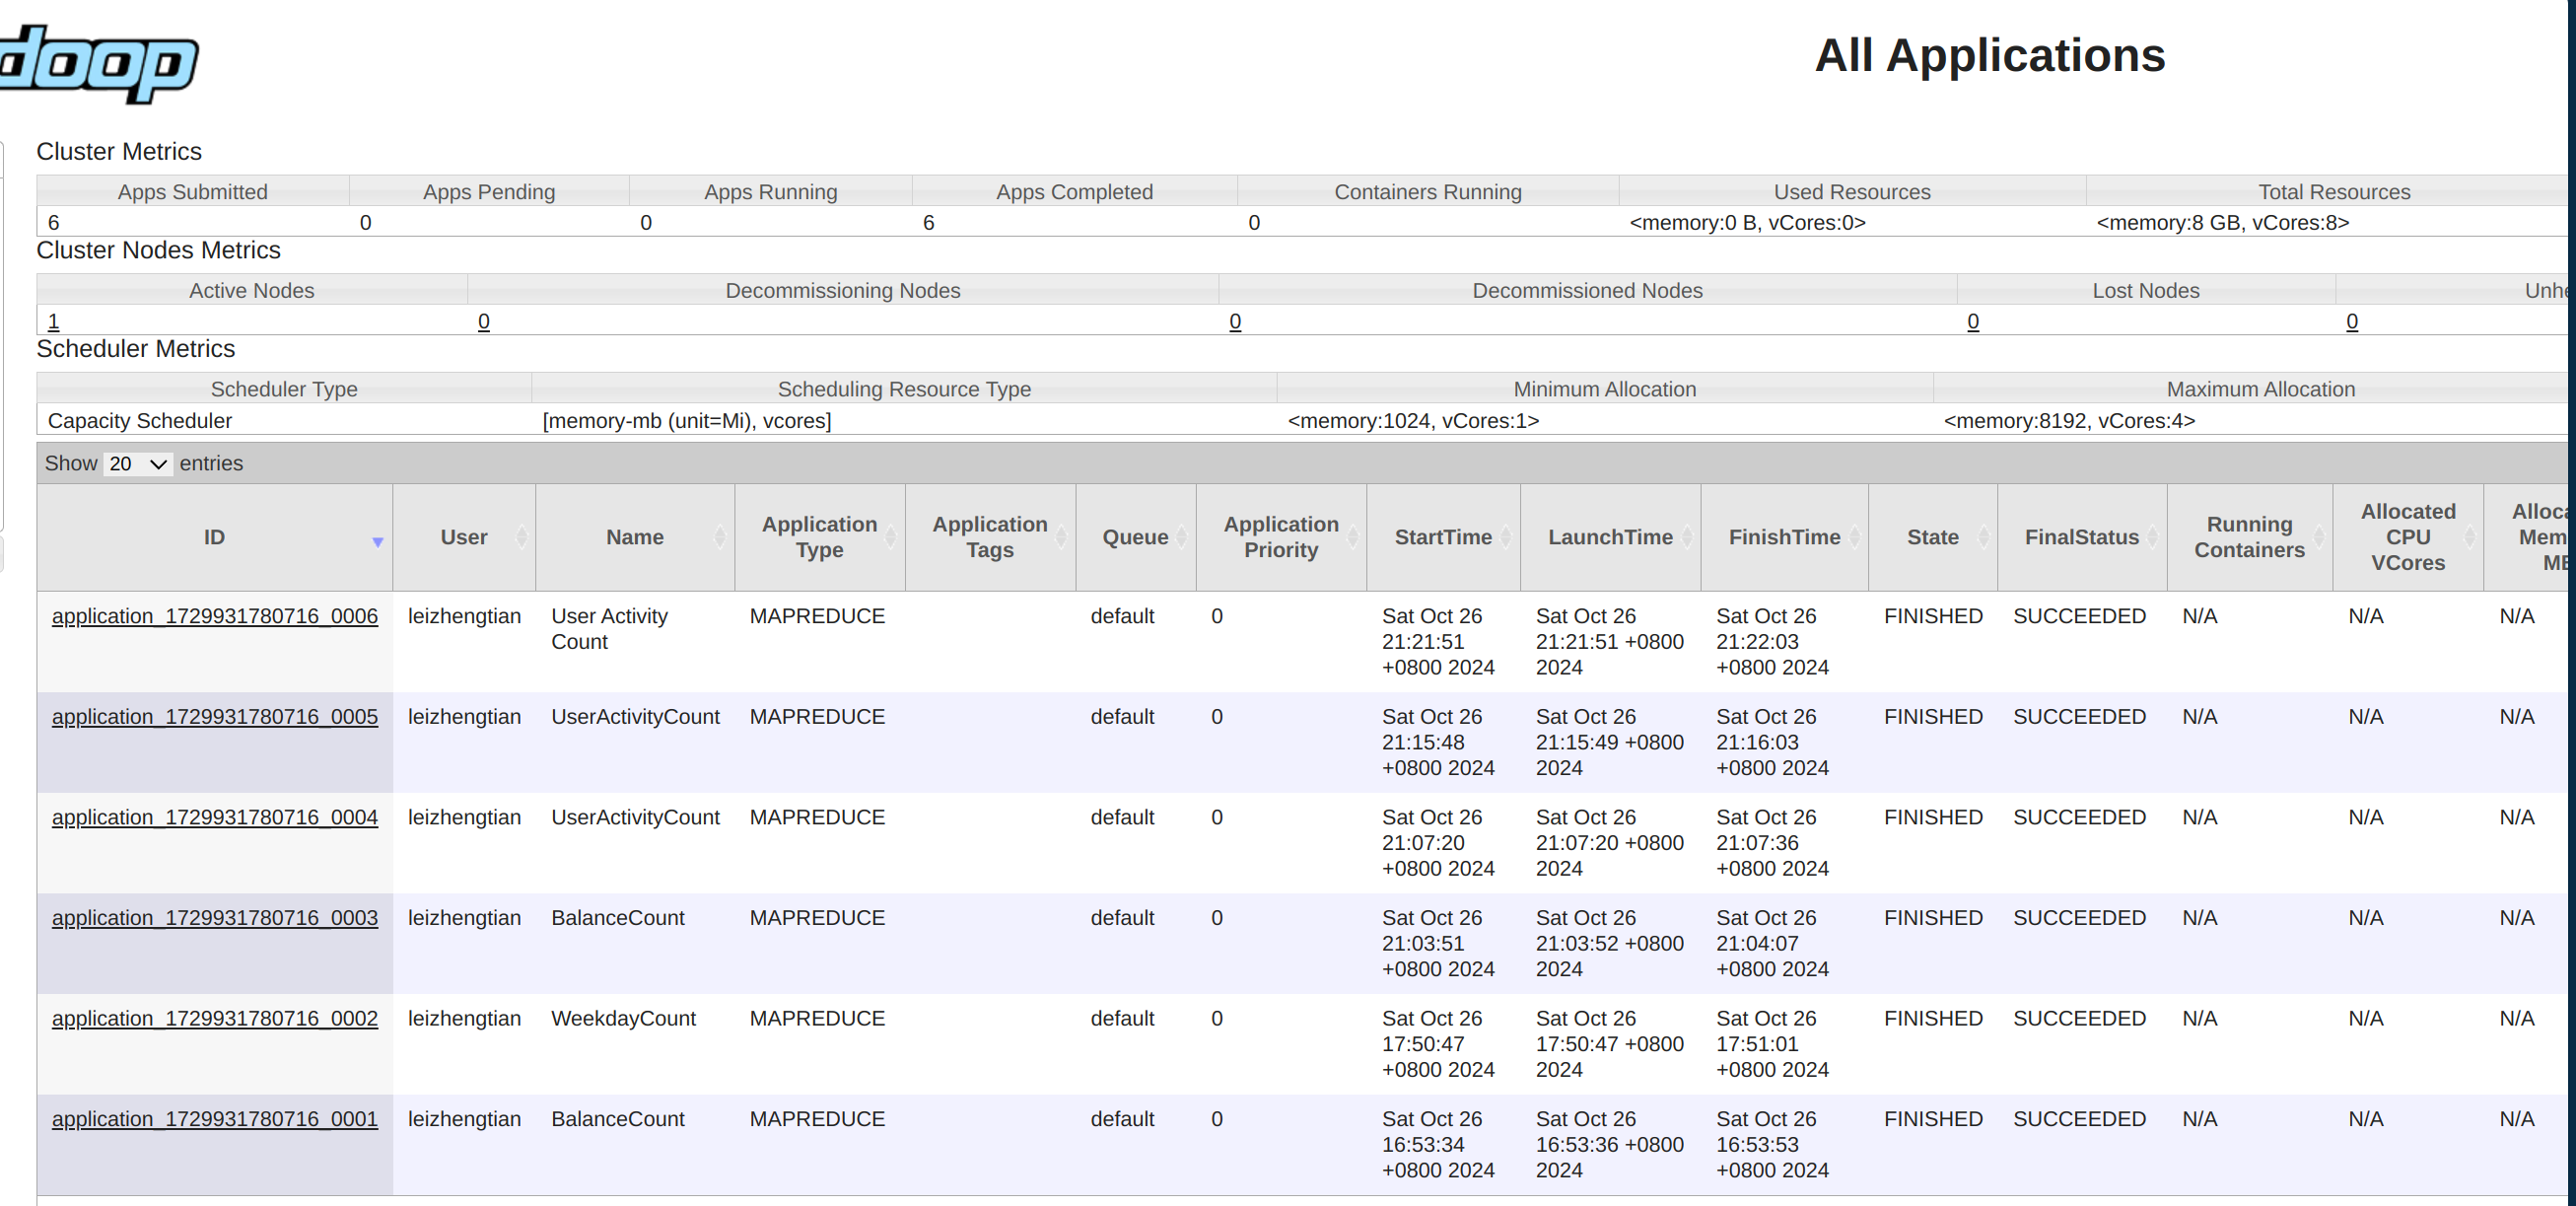 doop
All Applications
Cluster Metrics
Apps Submitted Apps Pending Apps Running Apps Completed Containers Running Used Resources Total Resources
6 0 0 6 0 <memory:0 B, vCores:0> <memory:8 GB, vCores:8>
Cluster Nodes Metrics
Active Nodes Decommissioning Nodes Decommissioned Nodes Lost Nodes Unhe
1 0 0 0 0
Scheduler Metrics
Scheduler Type Scheduling Resource Type Minimum Allocation Maximum Allocation
Capacity Scheduler [memory-mb (unit=Mi), vcores] <memory:1024, vCores:1> <memory:8192, vCores:4>
Show 20 entries
ID User Name Application Type Application Tags Queue Application Priority StartTime LaunchTime FinishTime State FinalStatus Running Containers Allocated CPU VCores Alloca Mem ME
application_1729931780716_0006 leizhengtian User Activity Count MAPREDUCE default 0 Sat Oct 26 21:21:51 +0800 2024 Sat Oct 26 21:21:51 +0800 2024 Sat Oct 26 21:22:03 +0800 2024 FINISHED SUCCEEDED N/A N/A N/A
application_1729931780716_0005 leizhengtian UserActivityCount MAPREDUCE default 0 Sat Oct 26 21:15:48 +0800 2024 Sat Oct 26 21:15:49 +0800 2024 Sat Oct 26 21:16:03 +0800 2024 FINISHED SUCCEEDED N/A N/A N/A
application_1729931780716_0004 leizhengtian UserActivityCount MAPREDUCE default 0 Sat Oct 26 21:07:20 +0800 2024 Sat Oct 26 21:07:20 +0800 2024 Sat Oct 26 21:07:36 +0800 2024 FINISHED SUCCEEDED N/A N/A N/A
application_1729931780716_0003 leizhengtian BalanceCount MAPREDUCE default 0 Sat Oct 26 21:03:51 +0800 2024 Sat Oct 26 21:03:52 +0800 2024 Sat Oct 26 21:04:07 +0800 2024 FINISHED SUCCEEDED N/A N/A N/A
application_1729931780716_0002 leizhengtian WeekdayCount MAPREDUCE default 0 Sat Oct 26 17:50:47 +0800 2024 Sat Oct 26 17:50:47 +0800 2024 Sat Oct 26 17:51:01 +0800 2024 FINISHED SUCCEEDED N/A N/A N/A
application_1729931780716_0001 leizhengtian BalanceCount MAPREDUCE default 0 Sat Oct 26 16:53:34 +0800 2024 Sat Oct 26 16:53:36 +0800 2024 Sat Oct 26 16:53:53 +0800 2024 FINISHED SUCCEEDED N/A N/A N/A